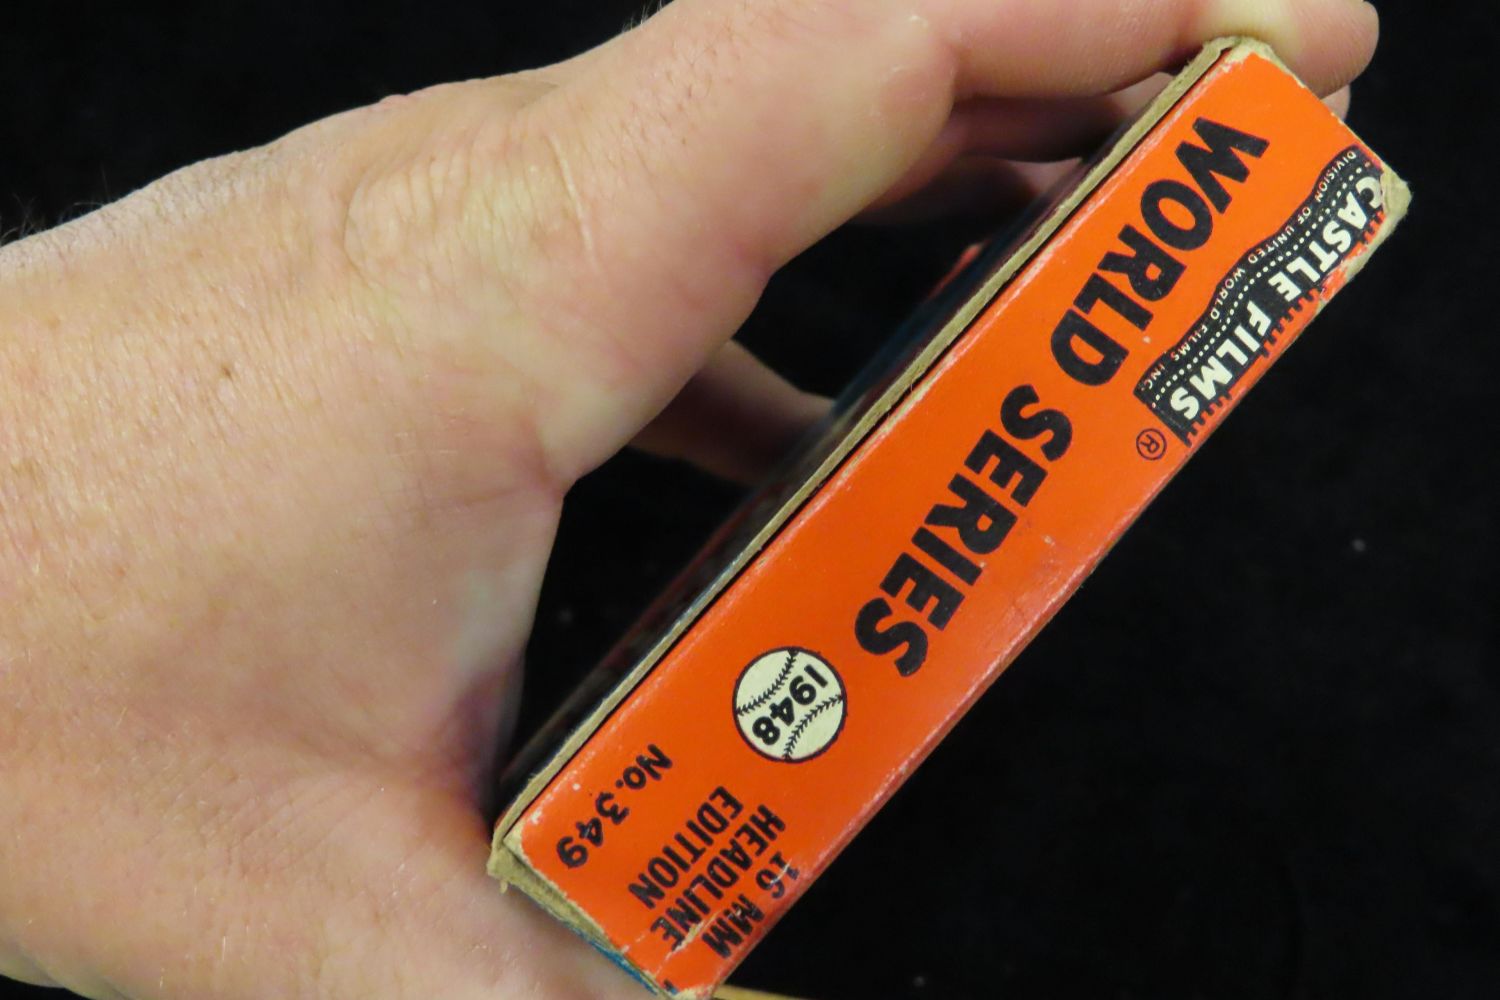 CASTLE FILMS
DIVISION OF UNITED WORLD FILMS INC.
®
WORLD SERIES
1948
No. 349
16 MM
HEADLINE
EDITION